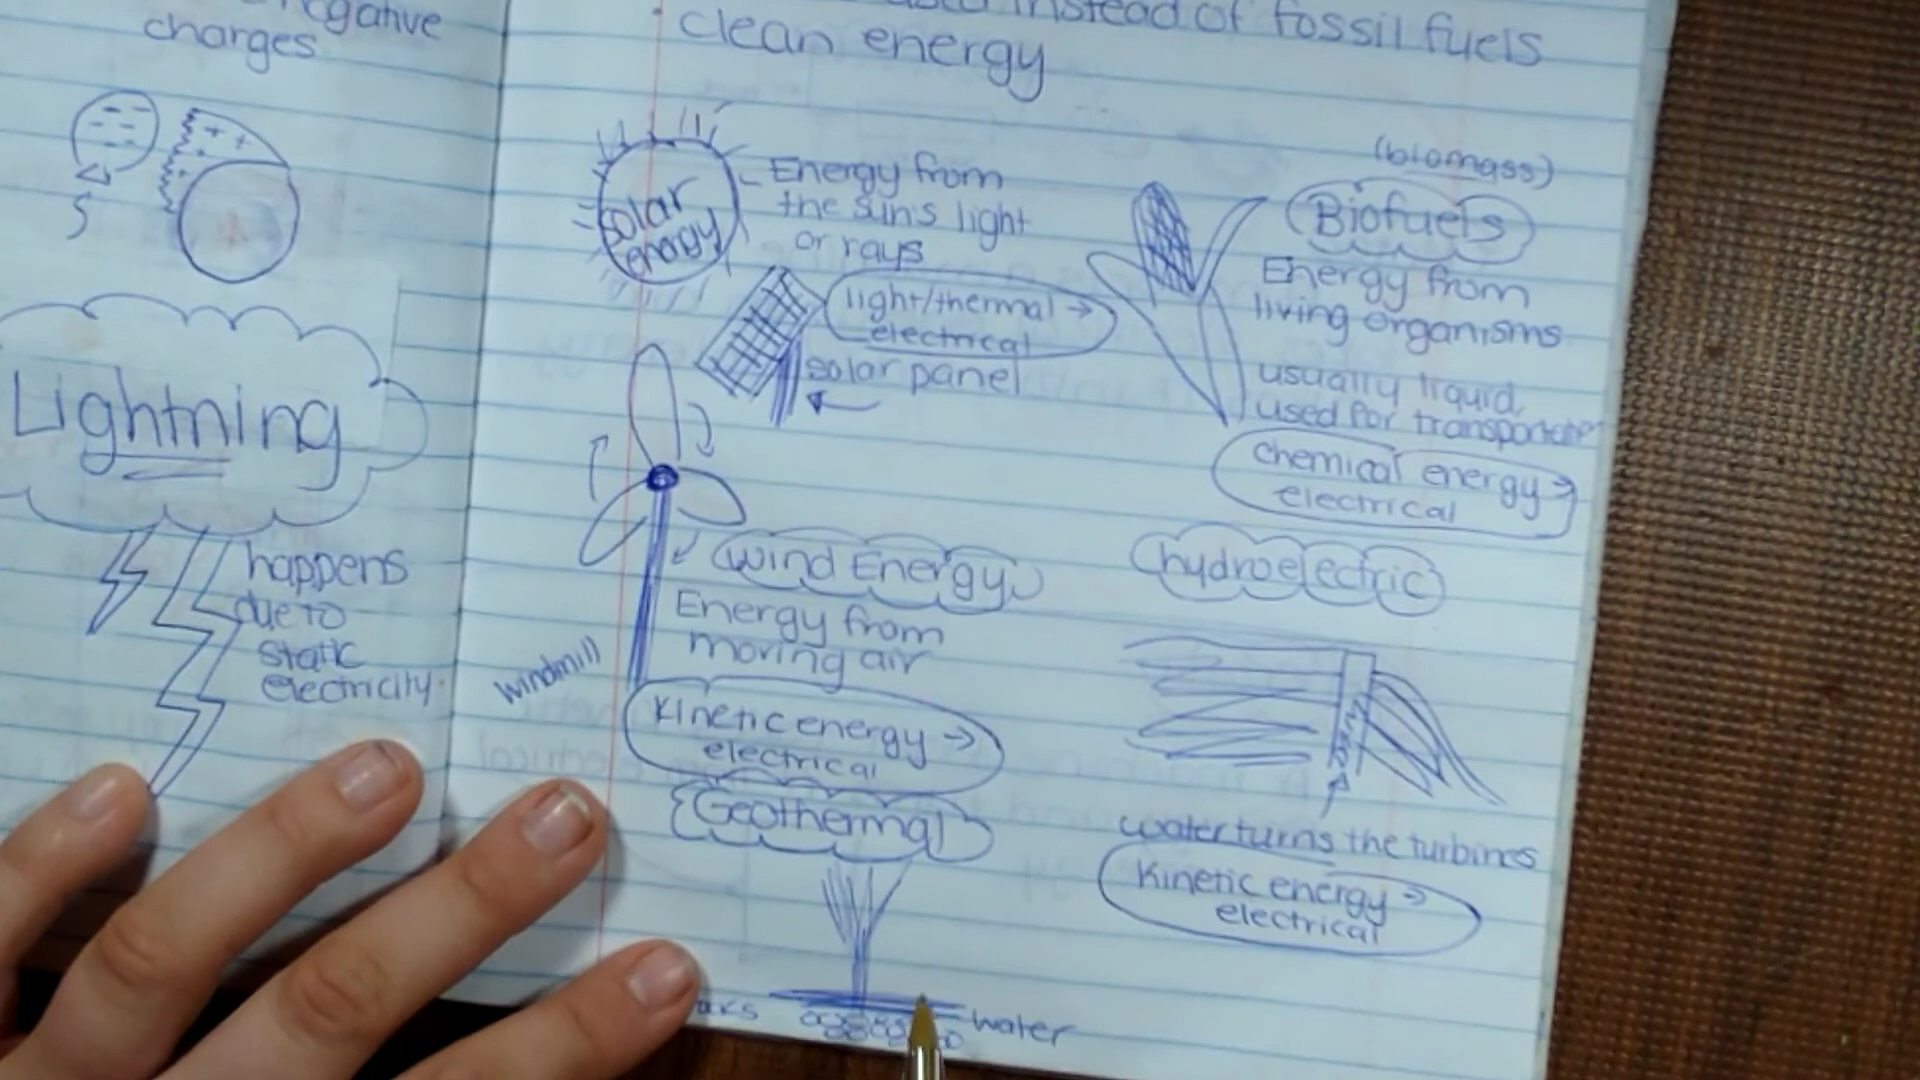 charges
instead of fossil fuels
clean energy
solar
energy
Energy from
the sun's light
or rays
light/thermal →
electrical
solar panel
(biomass)
Biofuels
Energy from
living organisms
usually liquid,
used for
chemical energy →
electrical
Lightning
happens
due to
static
electricity.
Wind Energy
Energy from
moving air
windmill
Kinetic energy →
electrical
hydroelectric
water turns the turbines
Kinetic energy →
electrical
Geothermal
water